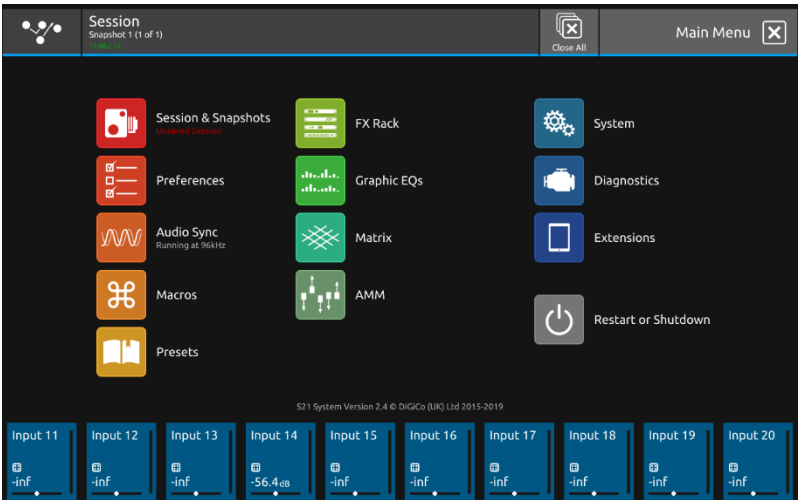 Session
Snapshot 1 (1 of 1)
Close All
Main Menu
Session & Snapshots
Unsaved Session
FX Rack
System
Preferences
Graphic EQs
Diagnostics
Audio Sync
Running at 96kHz
Matrix
Extensions
Macros
AMM
Restart or Shutdown
Presets
S21 System Version 2.4 © DiGiCo (UK) Ltd 2015-2019
Input 11 Input 12 Input 13 Input 14 Input 15 Input 16 Input 17 Input 18 Input 19 Input 20
-inf -inf -inf -56.4dB -inf -inf -inf -inf -inf -inf